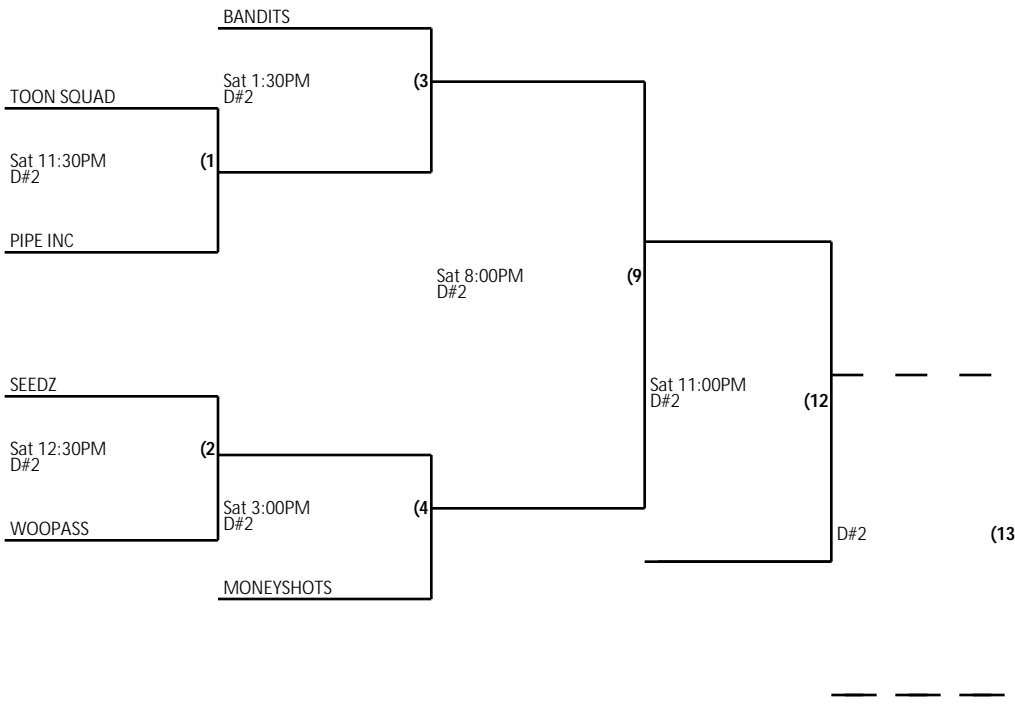 BANDITS
Sat 1:30PM (3
D#2
TOON SQUAD
Sat 11:30PM (1
D#2
PIPE INC
Sat 8:00PM (9
D#2
SEEDZ
Sat 11:00PM (12
D#2
Sat 12:30PM (2
D#2
Sat 3:00PM (4
D#2
WOOPASS
D#2 (13
MONEYSHOTS